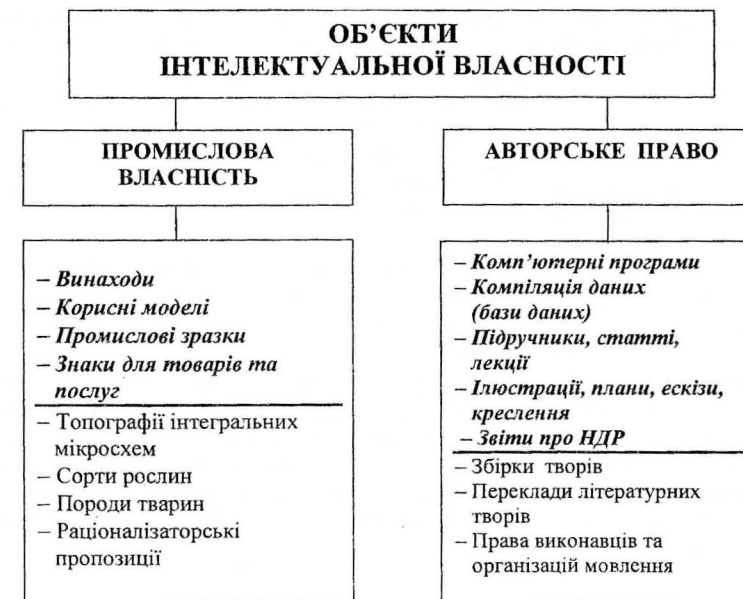 ОБ’ЄКТИ
ІНТЕЛЕКТУАЛЬНОЇ ВЛАСНОСТІ
ПРОМИСЛОВА
ВЛАСНІСТЬ
– Винаходи
– Корисні моделі
– Промислові зразки
– Знаки для товарів та
послуг
– Топографії інтегральних
мікросхем
– Сорти рослин
– Породи тварин
– Раціоналізаторські
пропозиції
АВТОРСЬКЕ ПРАВО
– Комп’ютерні програми
– Компіляція даних
(бази даних)
– Підручники, статті,
лекції
– Ілюстрації, плани, ескізи,
креслення
– Звіти про НДР
– Збірки творів
– Переклади літературних
творів
– Права виконавців та
організацій мовлення